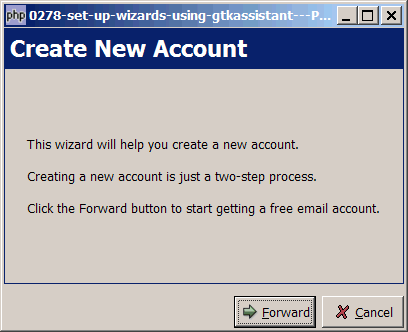 php 0278-set-up-wizards-using-gtkassistant---P...
Create New Account
This wizard will help you create a new account.
Creating a new account is just a two-step process.
Click the Forward button to start getting a free email account.
Forward Cancel